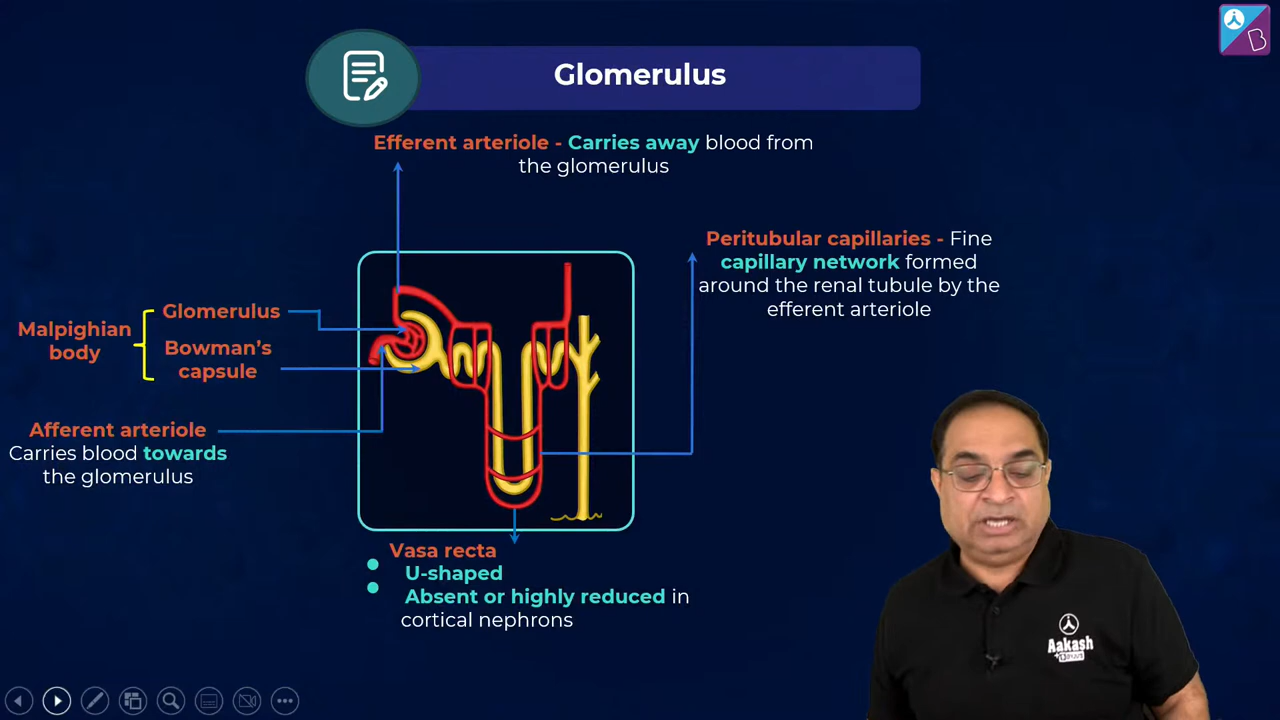 Glomerulus
Efferent arteriole - Carries away blood from
the glomerulus
Peritubular capillaries - Fine
capillary network formed
around the renal tubule by the
efferent arteriole
Malpighian
body
Glomerulus
Bowman's
capsule
Afferent arteriole
Carries blood towards
the glomerulus
Vasa recta
U-shaped
Absent or highly reduced in
cortical nephrons
Aakash
B